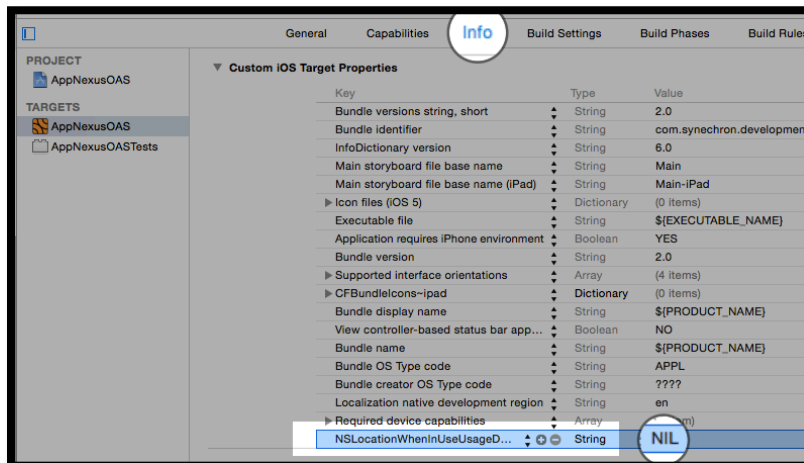 General Capabilities Info Build Settings Build Phases Build Rules
PROJECT
AppNexusOAS
TARGETS
AppNexusOAS
AppNexusOASTests
Custom iOS Target Properties
Key Type Value
Bundle versions string, short String 2.0
Bundle identifier String com.synechron.developmen
InfoDictionary version String 6.0
Main storyboard file base name String Main
Main storyboard file base name (iPad) String Main-iPad
Icon files (iOS 5) Dictionary (0 items)
Executable file String ${EXECUTABLE_NAME}
Application requires iPhone environment Boolean YES
Bundle version String 2.0
Supported interface orientations Array (4 items)
CFBundleIcons~ipad Dictionary (0 items)
Bundle display name String ${PRODUCT_NAME}
View controller-based status bar app... Boolean NO
Bundle name String ${PRODUCT_NAME}
Bundle OS Type code String APPL
Bundle creator OS Type code String ????
Localization native development region String en
Required device capabilities Array
NSLocationWhenInUseUsageD... String NIL